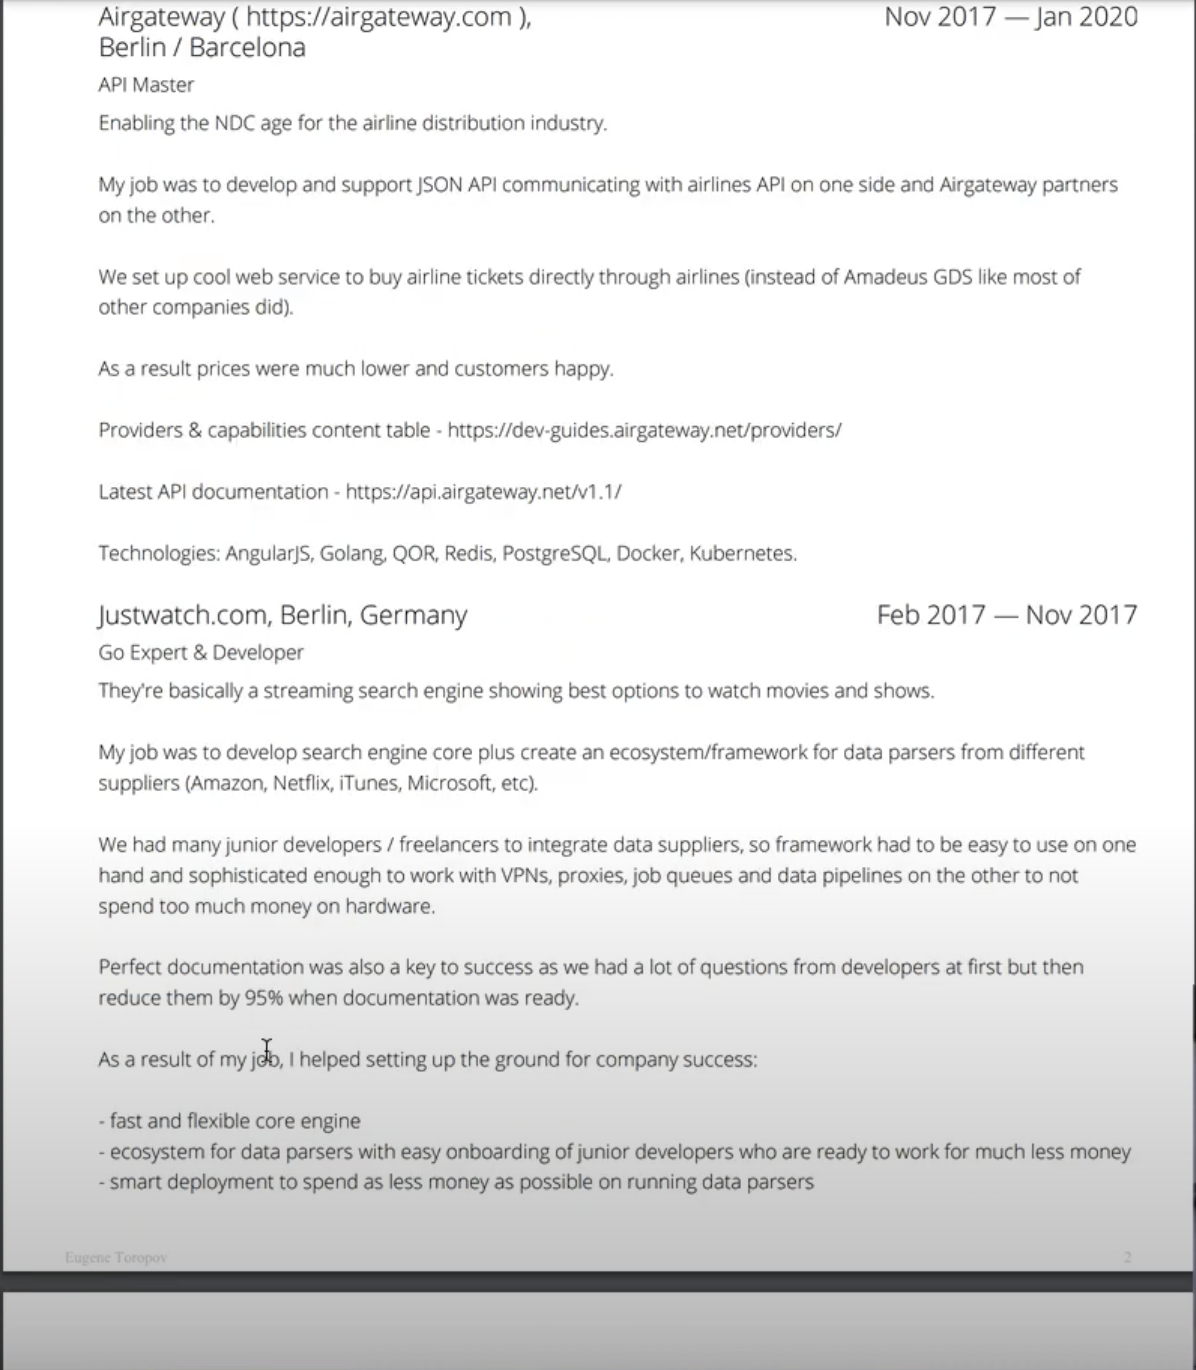 Airgateway ( https://airgateway.com ), Nov 2017 — Jan 2020
Berlin / Barcelona
API Master
Enabling the NDC age for the airline distribution industry.
My job was to develop and support JSON API communicating with airlines API on one side and Airgateway partners
on the other.
We set up cool web service to buy airline tickets directly through airlines (instead of Amadeus GDS like most of
other companies did).
As a result prices were much lower and customers happy.
Providers & capabilities content table - https://dev-guides.airgateway.net/providers/
Latest API documentation - https://api.airgateway.net/v1.1/
Technologies: AngularJS, Golang, QOR, Redis, PostgreSQL, Docker, Kubernetes.
Justwatch.com, Berlin, Germany Feb 2017 — Nov 2017
Go Expert & Developer
They're basically a streaming search engine showing best options to watch movies and shows.
My job was to develop search engine core plus create an ecosystem/framework for data parsers from different
suppliers (Amazon, Netflix, iTunes, Microsoft, etc).
We had many junior developers / freelancers to integrate data suppliers, so framework had to be easy to use on one
hand and sophisticated enough to work with VPNs, proxies, job queues and data pipelines on the other to not
spend too much money on hardware.
Perfect documentation was also a key to success as we had a lot of questions from developers at first but then
reduce them by 95% when documentation was ready.
As a result of my job, I helped setting up the ground for company success:
- fast and flexible core engine
- ecosystem for data parsers with easy onboarding of junior developers who are ready to work for much less money
- smart deployment to spend as less money as possible on running data parsers
Eugene Toropov 2